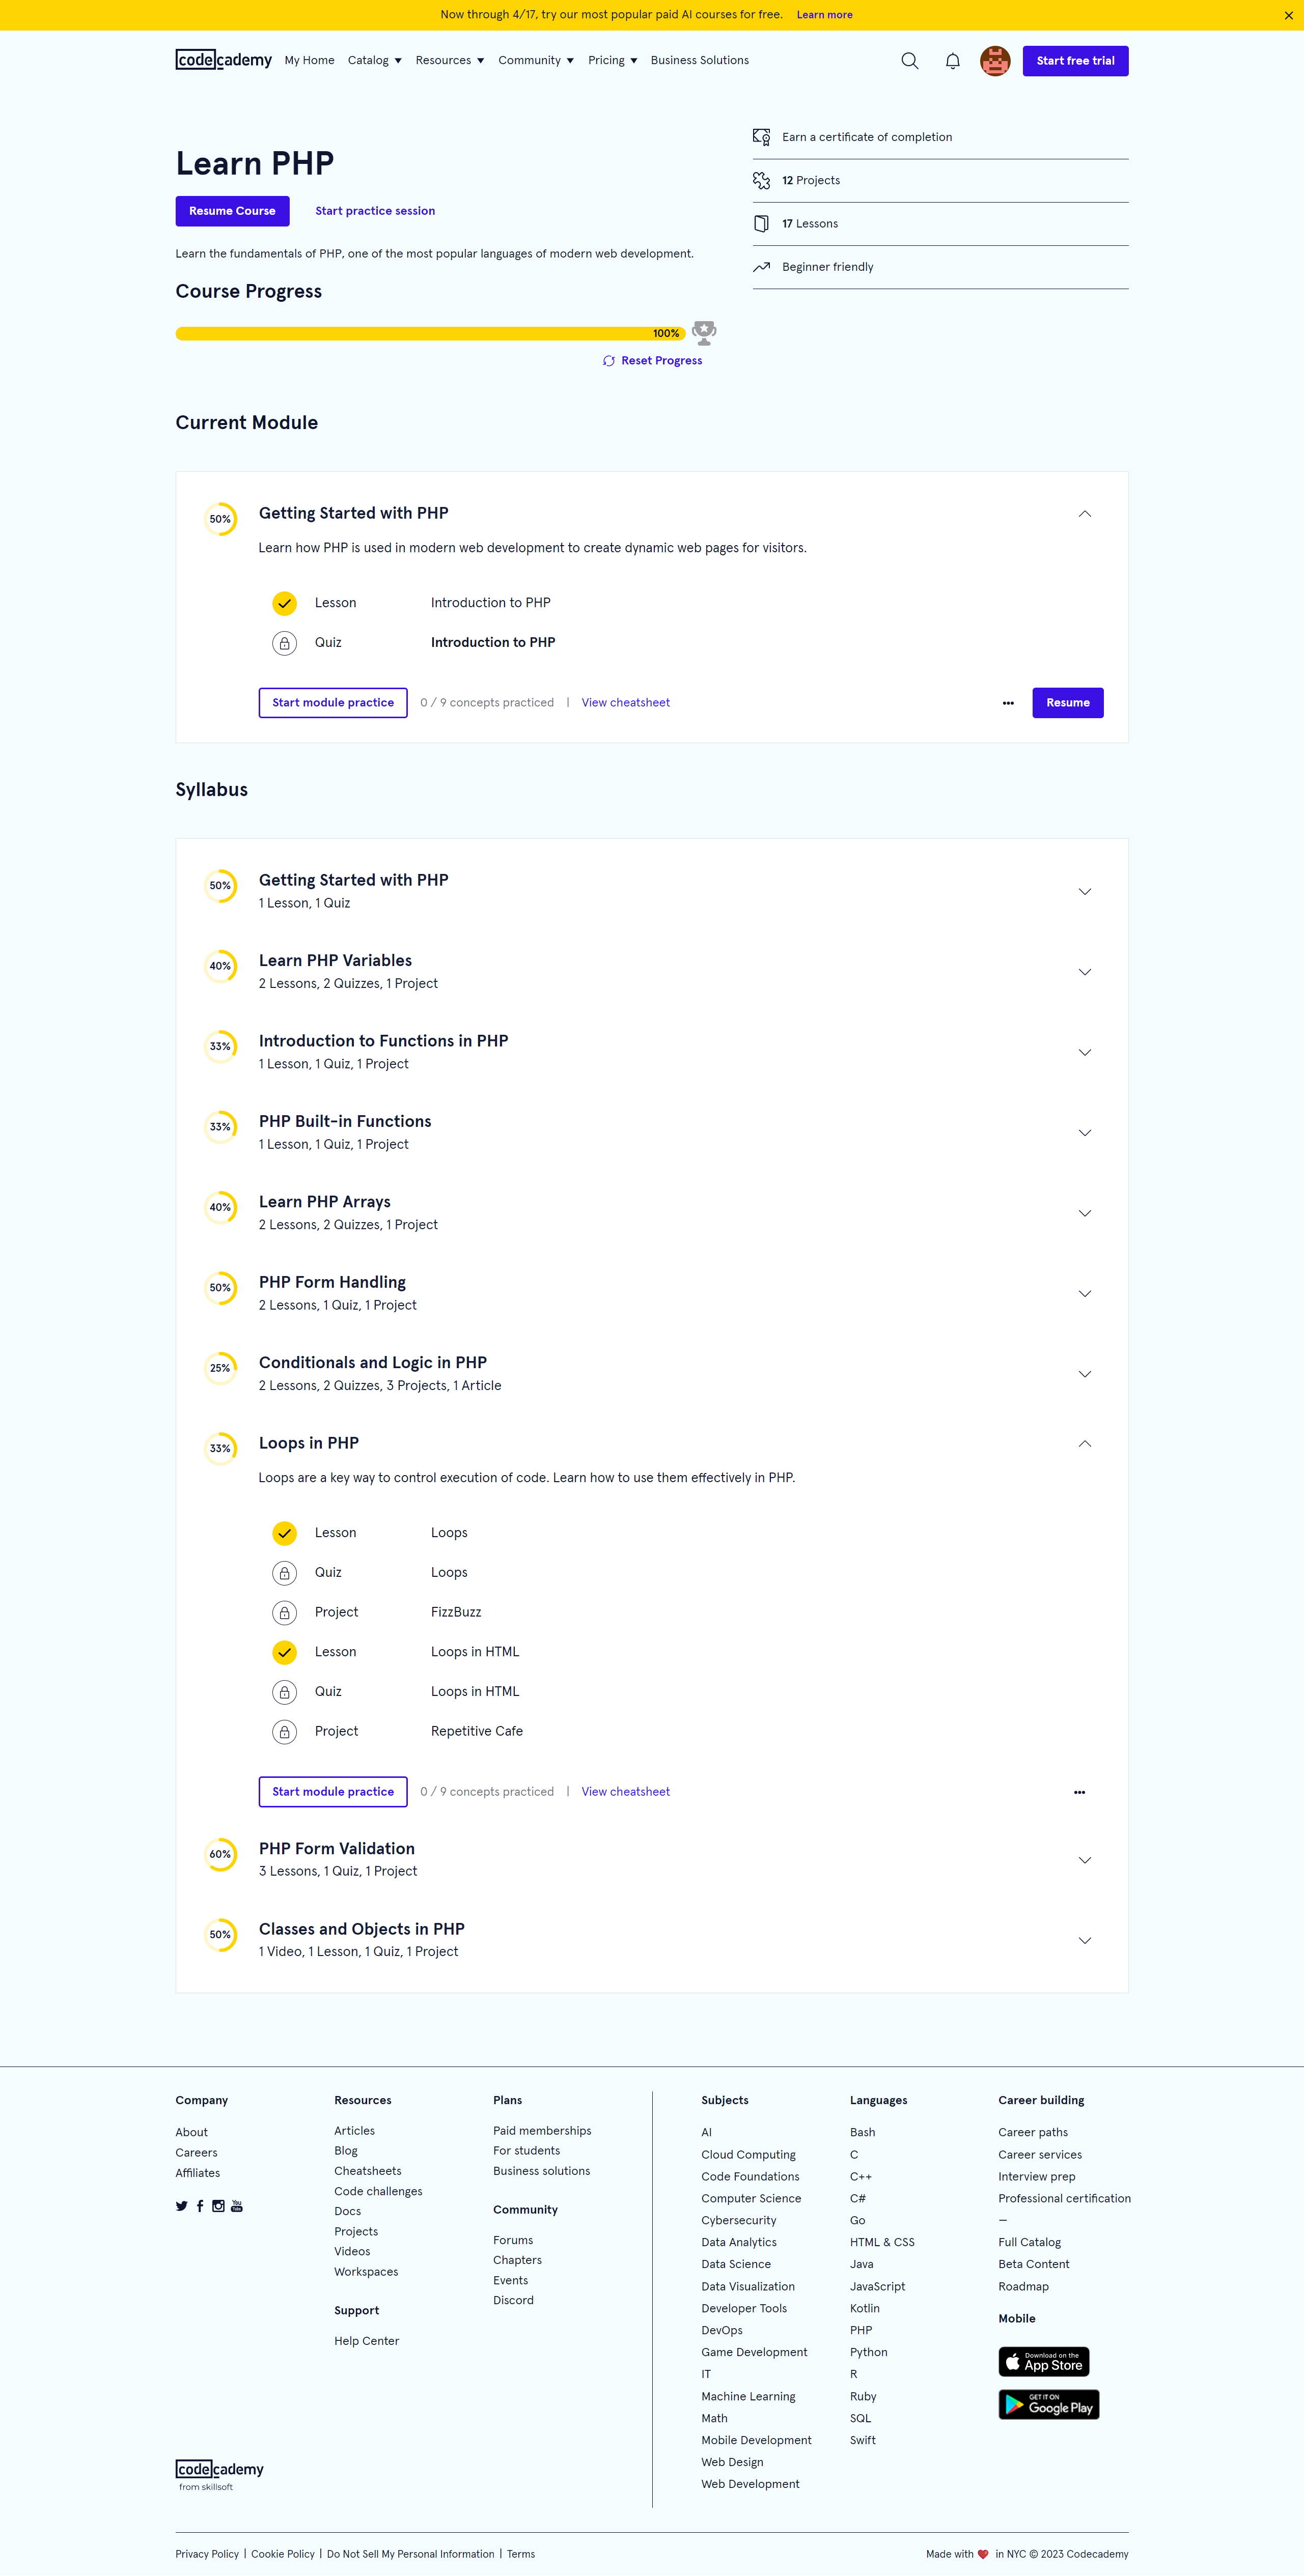 Now through 4/17, try our most popular paid AI courses for free. Learn more
codecademy My Home Catalog Resources Community Pricing Business Solutions Start free trial
Learn PHP
Resume Course Start practice session
Learn the fundamentals of PHP, one of the most popular languages of modern web development.
Earn a certificate of completion
12 Projects
17 Lessons
Beginner friendly
Course Progress
100%
Reset Progress
Current Module
50% Getting Started with PHP
Learn how PHP is used in modern web development to create dynamic web pages for visitors.
Lesson Introduction to PHP
Quiz Introduction to PHP
Start module practice 0 / 9 concepts practiced | View cheatsheet ••• Resume
Syllabus
50% Getting Started with PHP
1 Lesson, 1 Quiz
40% Learn PHP Variables
2 Lessons, 2 Quizzes, 1 Project
33% Introduction to Functions in PHP
1 Lesson, 1 Quiz, 1 Project
33% PHP Built-in Functions
1 Lesson, 1 Quiz, 1 Project
40% Learn PHP Arrays
2 Lessons, 2 Quizzes, 1 Project
50% PHP Form Handling
2 Lessons, 1 Quiz, 1 Project
25% Conditionals and Logic in PHP
2 Lessons, 2 Quizzes, 3 Projects, 1 Article
33% Loops in PHP
Loops are a key way to control execution of code. Learn how to use them effectively in PHP.
Lesson Loops
Quiz Loops
Project FizzBuzz
Lesson Loops in HTML
Quiz Loops in HTML
Project Repetitive Cafe
Start module practice 0 / 9 concepts practiced | View cheatsheet •••
60% PHP Form Validation
3 Lessons, 1 Quiz, 1 Project
50% Classes and Objects in PHP
1 Video, 1 Lesson, 1 Quiz, 1 Project
Company
About
Careers
Affiliates
You Tube
Resources
Articles
Blog
Cheatsheets
Code challenges
Docs
Projects
Videos
Workspaces
Support
Help Center
Plans
Paid memberships
For students
Business solutions
Community
Forums
Chapters
Events
Discord
Subjects
AI
Cloud Computing
Code Foundations
Computer Science
Cybersecurity
Data Analytics
Data Science
Data Visualization
Developer Tools
DevOps
Game Development
IT
Machine Learning
Math
Mobile Development
Web Design
Web Development
Languages
Bash
C
C++
C#
Go
HTML & CSS
Java
JavaScript
Kotlin
PHP
Python
R
Ruby
SQL
Swift
Career building
Career paths
Career services
Interview prep
Professional certification
—
Full Catalog
Beta Content
Roadmap
Mobile
Download on the
App Store
GET IT ON
Google Play
codecademy
from skillsoft
Privacy Policy | Cookie Policy | Do Not Sell My Personal Information | Terms
Made with ❤ in NYC © 2023 Codecademy